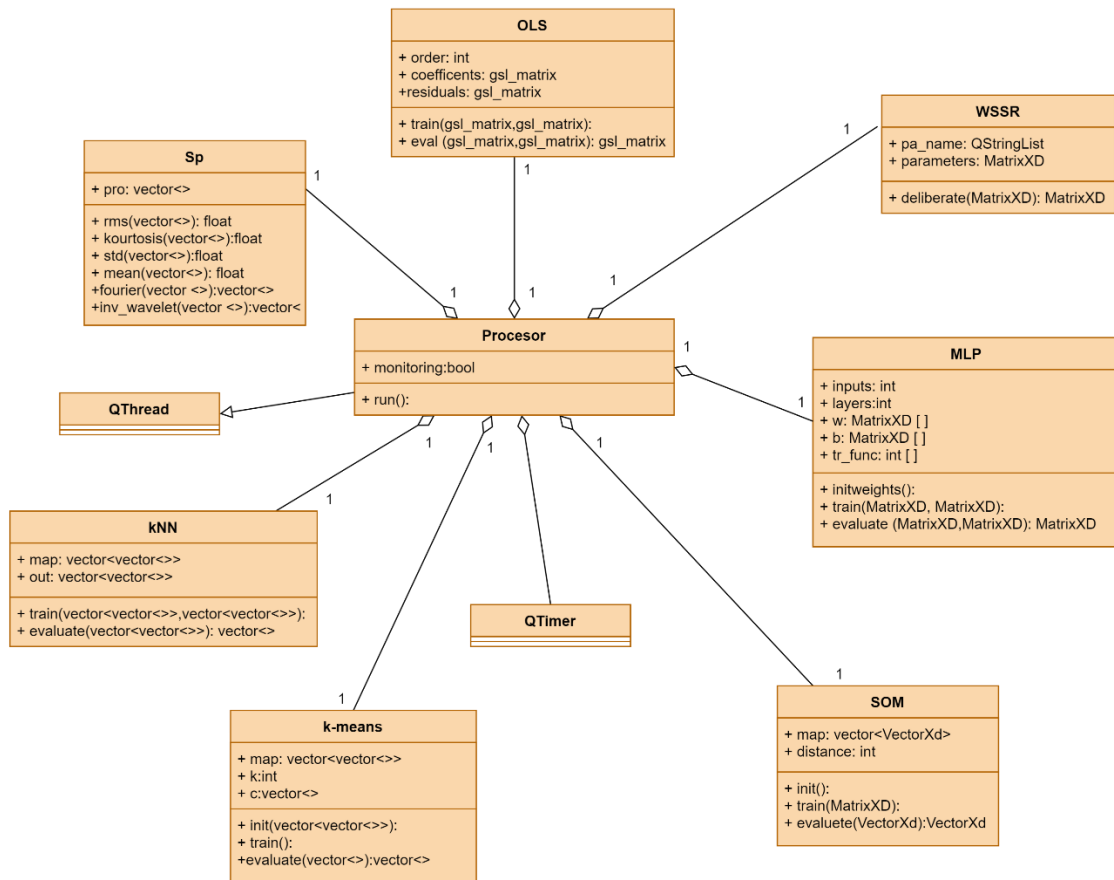 OLS
+ order: int
+ coefficents: gsl_matrix
+residuals: gsl_matrix
+ train(gsl_matrix,gsl_matrix):
+ eval (gsl_matrix,gsl_matrix): gsl_matrix
WSSR
+ pa_name: QStringList
+ parameters: MatrixXD
+ deliberate(MatrixXD): MatrixXD
Sp
+ pro: vector<>
+ rms(vector<>): float
+ kourtosis(vector<>):float
+ std(vector<>):float
+ mean(vector<>): float
+fourier(vector <>):vector<>
+inv_wavelet(vector <>):vector<
1
1
1
1
1
1
Procesor
+ monitoring:bool
+ run():
1
1
MLP
+ inputs: int
+ layers:int
+ w: MatrixXD [ ]
+ b: MatrixXD [ ]
+ tr_func: int [ ]
+ initweights():
+ train(MatrixXD, MatrixXD):
+ evaluate (MatrixXD,MatrixXD): MatrixXD
QThread
1
1
1
1
kNN
+ map: vector<vector<>>
+ out: vector<vector<>>
+ train(vector<vector<>>,vector<vector<>>):
+ evaluate(vector<vector<>>): vector<>
QTimer
1
1
k-means
+ map: vector<vector<>>
+ k:int
+ c:vector<>
+ init(vector<vector<>>):
+ train():
+evaluate(vector<>):vector<>
SOM
+ map: vector<VectorXd>
+ distance: int
+ init():
+ train(MatrixXD):
+ evaluete(VectorXd):VectorXd